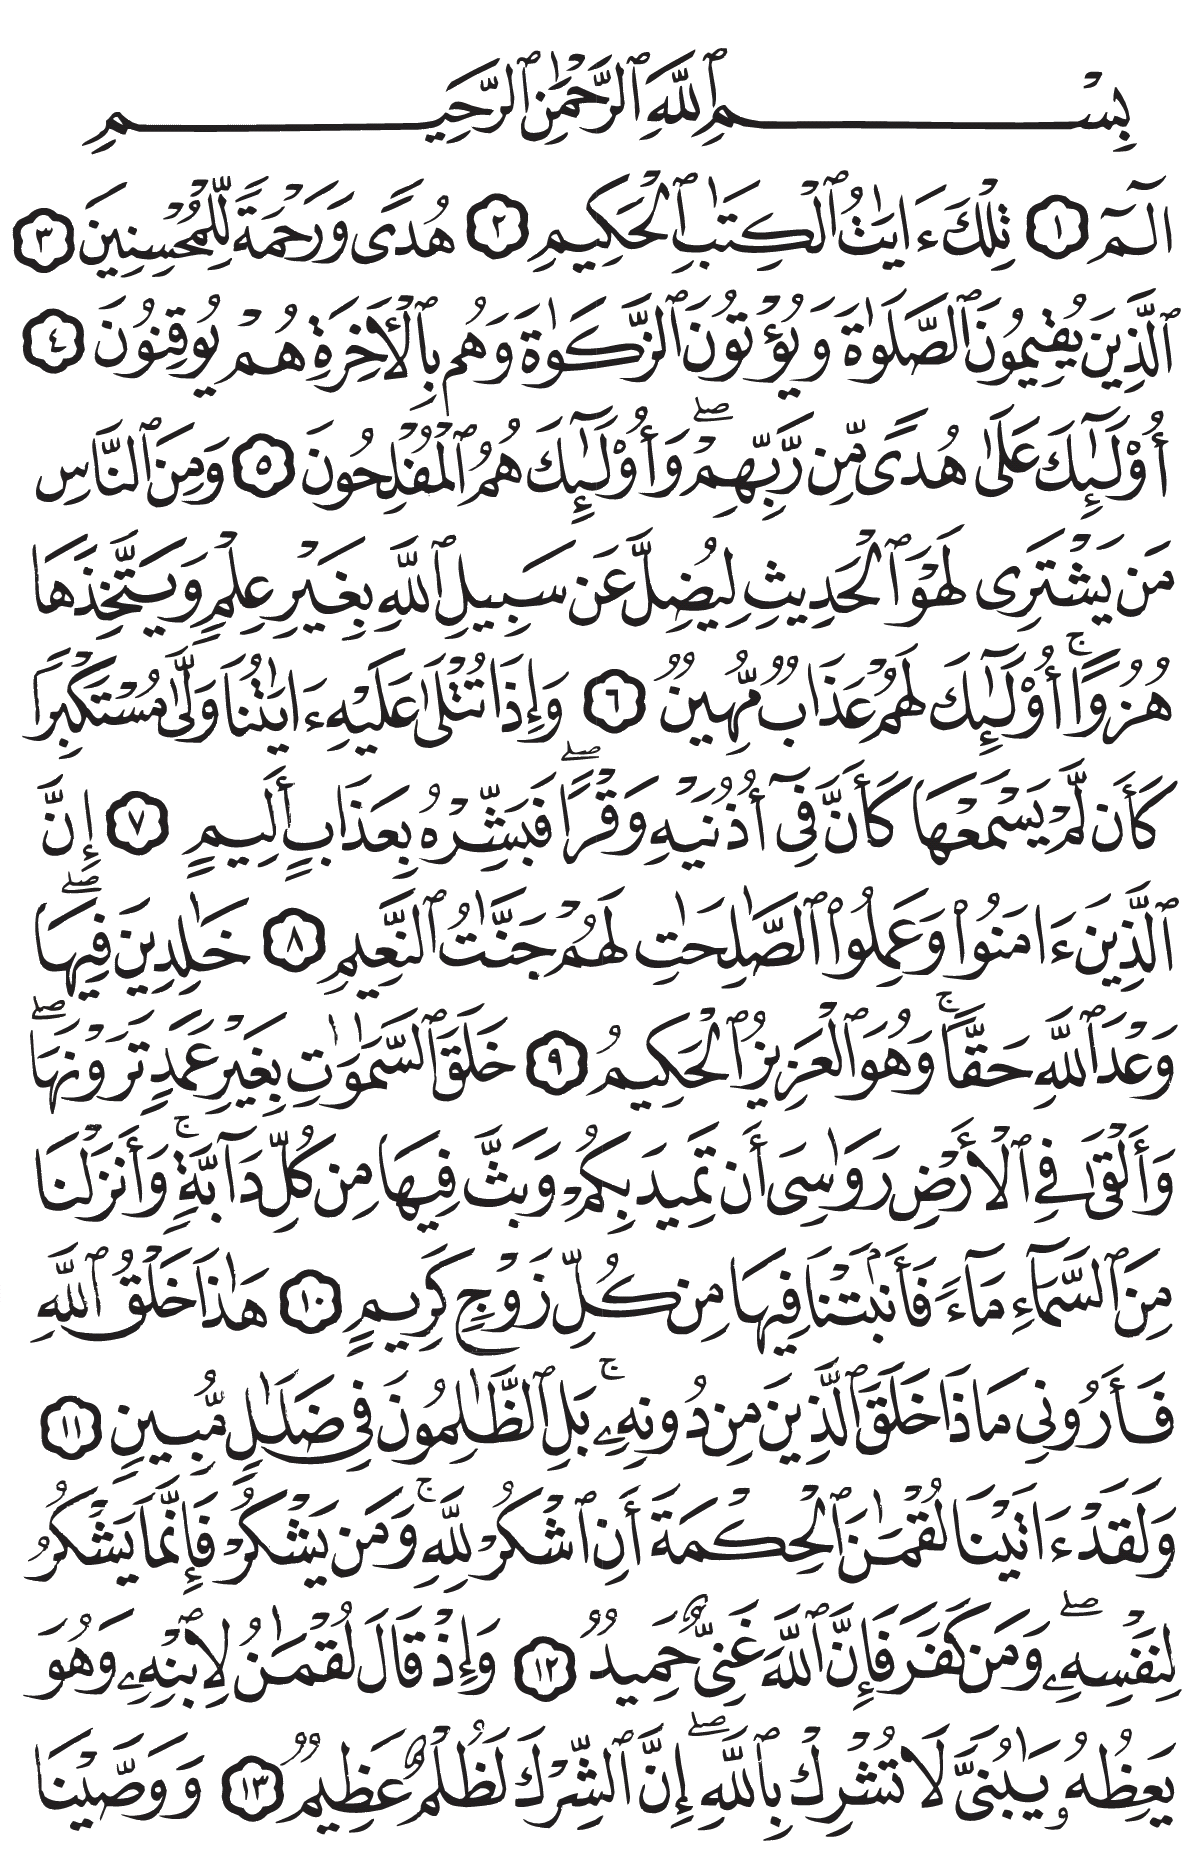 بِسْمِ ٱللَّهِ ٱلرَّحْمَٰنِ ٱلرَّحِيمِ
الٓمٓ ١ تِلْكَ ءَايَٰتُ ٱلْكِتَٰبِ ٱلْحَكِيمِ ٢ هُدًى وَرَحْمَةً لِّلْمُحْسِنِينَ ٣
ٱلَّذِينَ يُقِيمُونَ ٱلصَّلَوٰةَ وَيُؤْتُونَ ٱلزَّكَوٰةَ وَهُم بِٱلْأَخِرَةِ هُمْ يُوقِنُونَ ٤
أُوْلَٰٓئِكَ عَلَىٰ هُدًى مِّن رَّبِّهِمْ ۖ وَأُوْلَٰٓئِكَ هُمُ ٱلْمُفْلِحُونَ ٥ وَمِنَ ٱلنَّاسِ
مَن يَشْتَرِى لَهْوَ ٱلْحَدِيثِ لِيُضِلَّ عَن سَبِيلِ ٱللَّهِ بِغَيْرِ عِلْمٍ وَيَتَّخِذَهَا
هُزُوًا ۚ أُوْلَٰٓئِكَ لَهُمْ عَذَابٌ مُّهِينٌ ٦ وَإِذَا تُتْلَىٰ عَلَيْهِ ءَايَٰتُنَا وَلَّىٰ مُسْتَكْبِرًا
كَأَن لَّمْ يَسْمَعْهَا كَأَنَّ فِىٓ أُذُنَيْهِ وَقْرًا ۖ فَبَشِّرْهُ بِعَذَابٍ أَلِيمٍ ٧ إِنَّ
ٱلَّذِينَ ءَامَنُوا۟ وَعَمِلُوا۟ ٱلصَّٰلِحَٰتِ لَهُمْ جَنَّٰتُ ٱلنَّعِيمِ ٨ خَٰلِدِينَ فِيهَا ۖ
وَعْدَ ٱللَّهِ حَقًّا ۚ وَهُوَ ٱلْعَزِيزُ ٱلْحَكِيمُ ٩ خَلَقَ ٱلسَّمَٰوَٰتِ بِغَيْرِ عَمَدٍ تَرَوْنَهَا ۖ
وَأَلْقَىٰ فِى ٱلْأَرْضِ رَوَٰسِىَ أَن تَمِيدَ بِكُمْ وَبَثَّ فِيهَا مِن كُلِّ دَآبَّةٍ ۚ وَأَنزَلْنَا
مِنَ ٱلسَّمَآءِ مَآءً فَأَنۢبَتْنَا فِيهَا مِن كُلِّ زَوْجٍ كَرِيمٍ ١٠ هَٰذَا خَلْقُ ٱللَّهِ
فَأَرُونِى مَاذَا خَلَقَ ٱلَّذِينَ مِن دُونِهِۦ ۚ بَلِ ٱلظَّٰلِمُونَ فِى ضَلَٰلٍ مُّبِينٍ ١١
وَلَقَدْ ءَاتَيْنَا لُقْمَٰنَ ٱلْحِكْمَةَ أَنِ ٱشْكُرْ لِلَّهِ ۚ وَمَن يَشْكُرْ فَإِنَّمَا يَشْكُرُ
لِنَفْسِهِۦ ۖ وَمَن كَفَرَ فَإِنَّ ٱللَّهَ غَنِىٌّ حَمِيدٌ ١٢ وَإِذْ قَالَ لُقْمَٰنُ لِٱبْنِهِۦ وَهُوَ
يَعِظُهُۥ يَٰبُنَىَّ لَا تُشْرِكْ بِٱللَّهِ ۖ إِنَّ ٱلشِّرْكَ لَظُلْمٌ عَظِيمٌ ١٣ وَوَصَّيْنَا